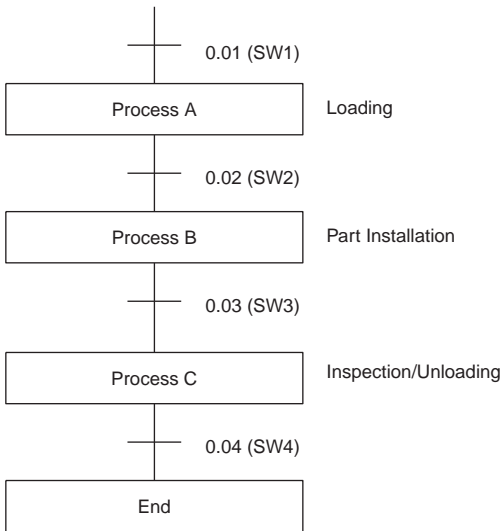 0.01 (SW1)
Process A
Loading
0.02 (SW2)
Process B
Part Installation
0.03 (SW3)
Process C
Inspection/Unloading
0.04 (SW4)
End